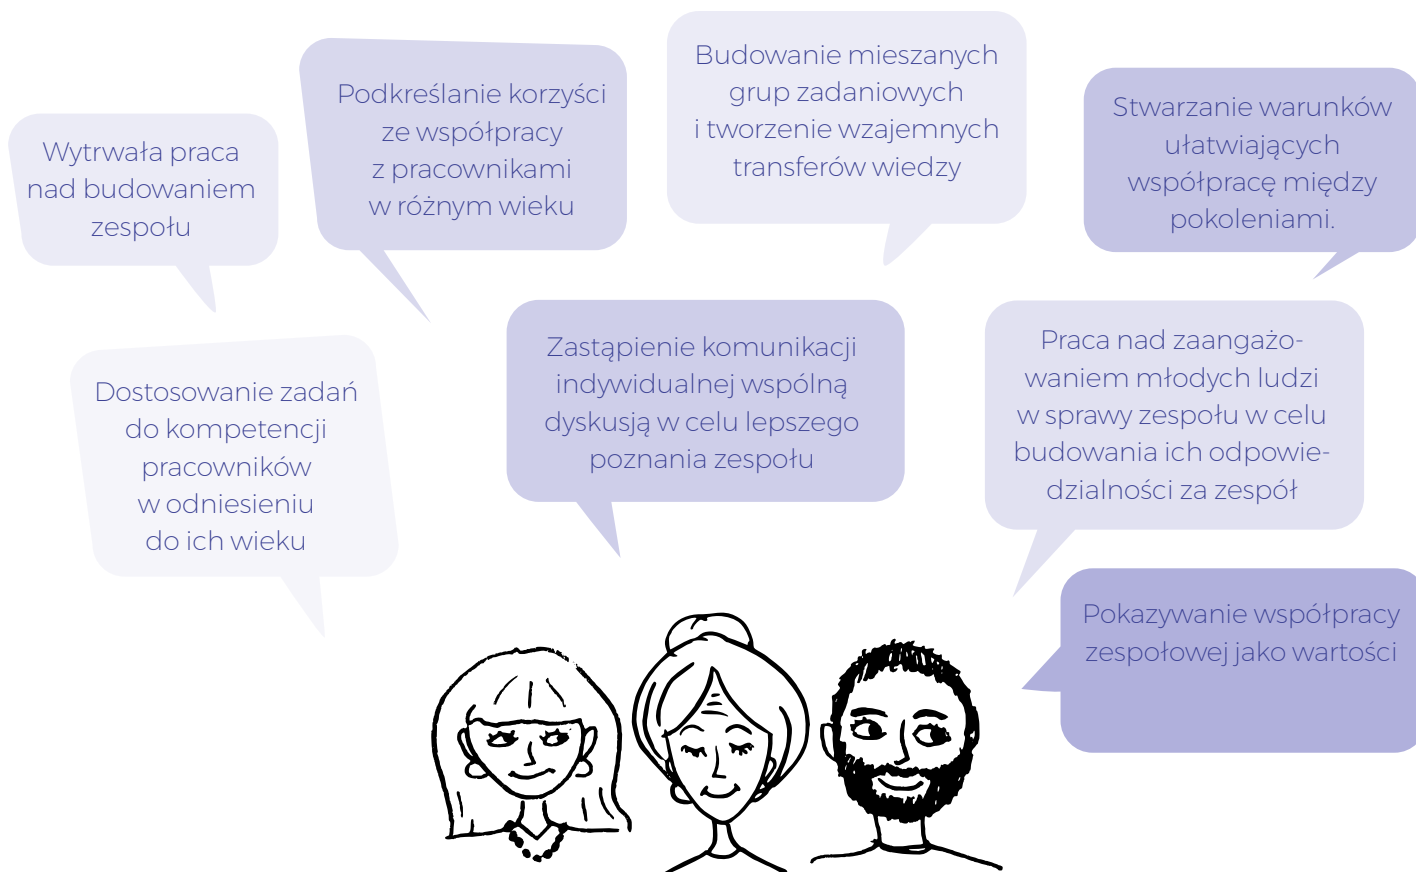 Wytrwała praca
nad budowaniem
zespołu
Podkreślanie korzyści
ze współpracy
z pracownikami
w różnym wieku
Budowanie mieszanych
grup zadaniowych
i tworzenie wzajemnych
transferów wiedzy
Stwarzanie warunków
ułatwiających
współpracę między
pokoleniami.
Dostosowanie zadań
do kompetencji
pracowników
w odniesieniu
do ich wieku
Zastąpienie komunikacji
indywidualnej wspólną
dyskusją w celu lepszego
poznania zespołu
Praca nad zaangażo-
waniem młodych ludzi
w sprawy zespołu w celu
budowania ich odpowie-
dzialności za zespół
Pokazywanie współpracy
zespołowej jako wartości